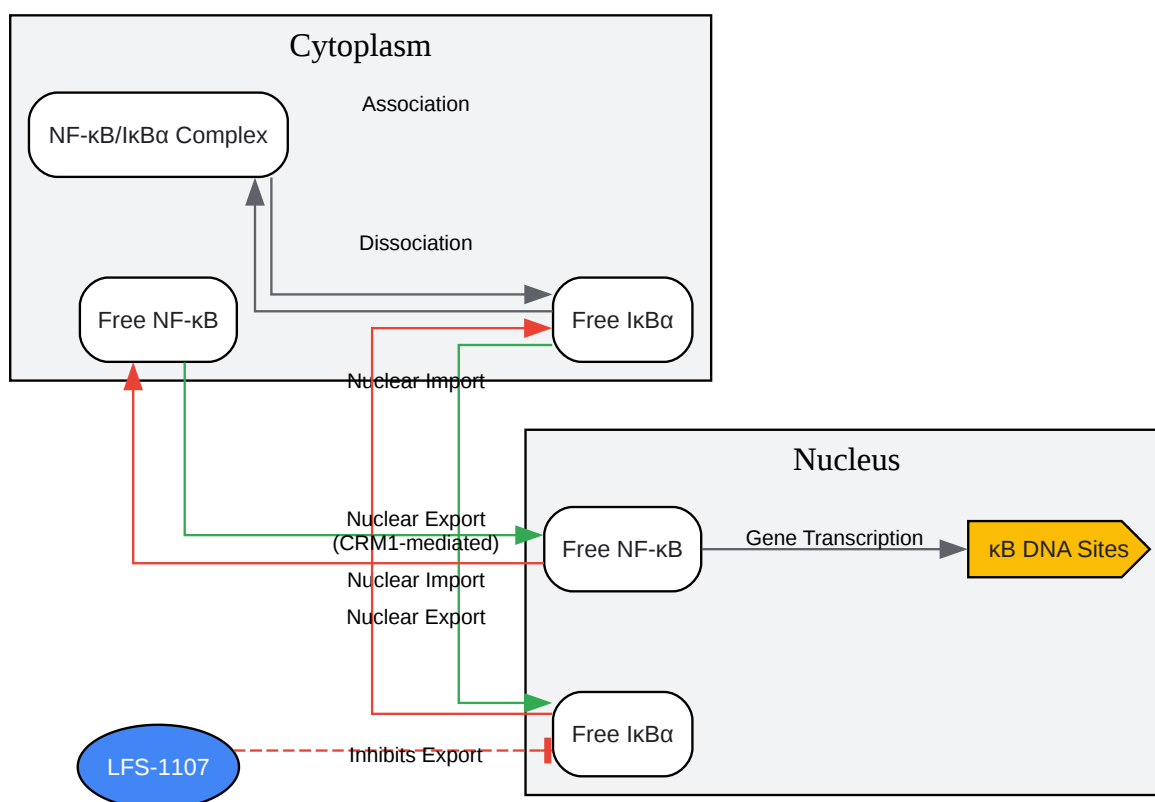 Cytoplasm
Association
NF-κB/IκBα Complex
Dissociation
Free NF-κB
Free IκBα
Nuclear Import
Nucleus
Nuclear Export
(CRM1-mediated)
Free NF-κB
Gene Transcription
κB DNA Sites
Nuclear Import
Nuclear Export
Free IκBα
Inhibits Export
LFS-1107